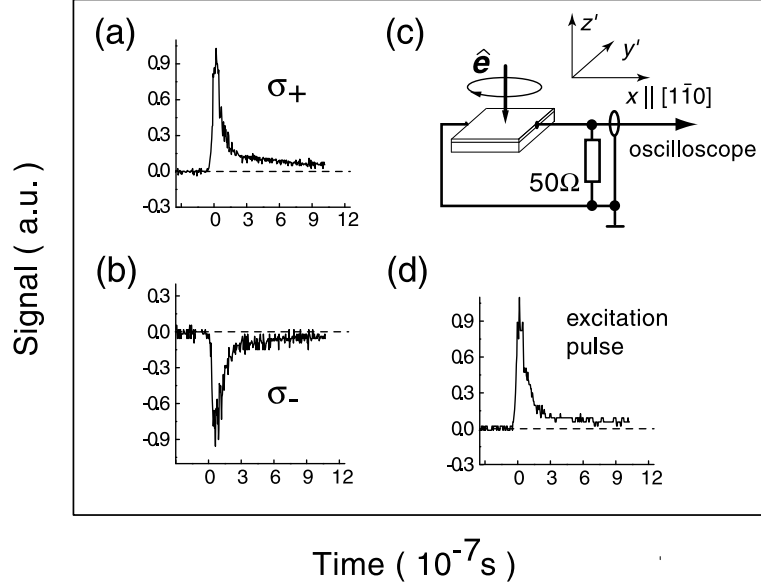 Signal ( a.u. )
(a)
0.9
0.6
0.3
0.0
-0.3
0 3 6 9 12
σ+
(c)
ê
z'
y'
x || [11̄0]
oscilloscope
50Ω
(b)
0.3
0.0
-0.3
-0.6
-0.9
0 3 6 9 12
σ-
(d)
0.9
0.6
0.3
0.0
-0.3
0 3 6 9 12
excitation
pulse
Time ( 10⁻⁷s )